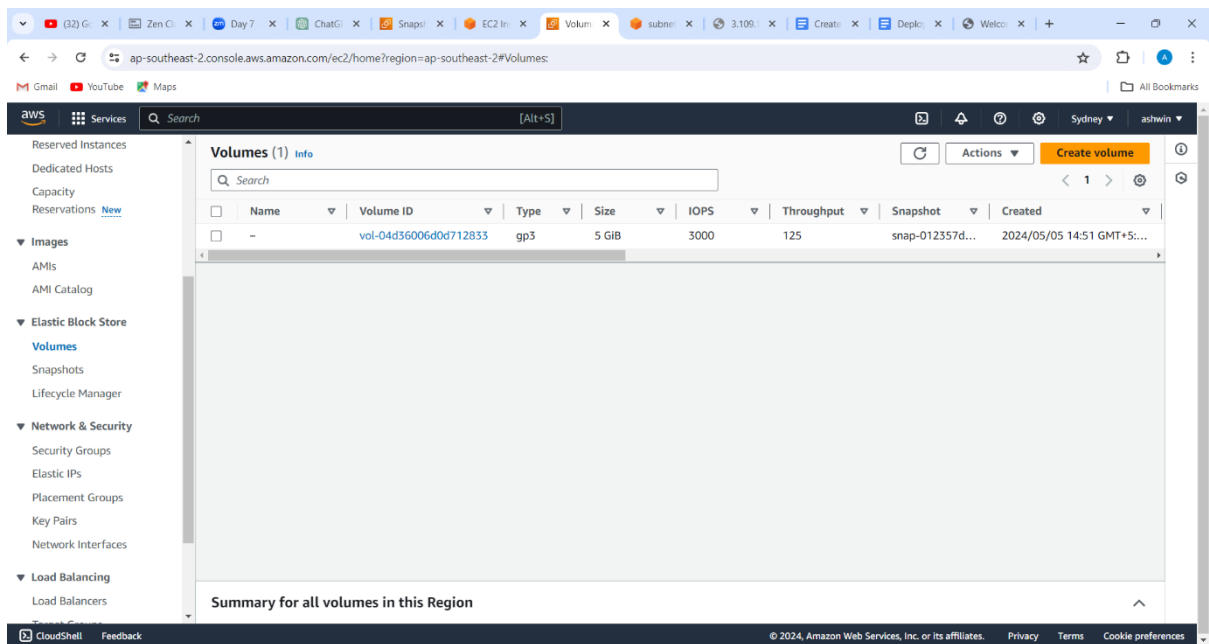 (32) Gc
Zen Cl
Day 7
ChatG
Snaps
EC2 In
Volum
subne
3.109.
Create
Deplo
Welco
ap-southeast-2.console.aws.amazon.com/ec2/home?region=ap-southeast-2#Volumes:
A
Gmail
YouTube
Maps
All Bookmarks
aws
Services
Search
[Alt+S]
Sydney
ashwin
Reserved Instances
Dedicated Hosts
Capacity
Reservations New
Images
AMIs
AMI Catalog
Elastic Block Store
Volumes
Snapshots
Lifecycle Manager
Network & Security
Security Groups
Elastic IPs
Placement Groups
Key Pairs
Network Interfaces
Load Balancing
Load Balancers
Volumes (1) Info
Actions
Create volume
Search
1
Name Volume ID Type Size IOPS Throughput Snapshot Created
– vol-04d36006d0d712833 gp3 5 GiB 3000 125 snap-012357d... 2024/05/05 14:51 GMT+5:...
Summary for all volumes in this Region
CloudShell Feedback
© 2024, Amazon Web Services, Inc. or its affiliates. Privacy Terms Cookie preferences